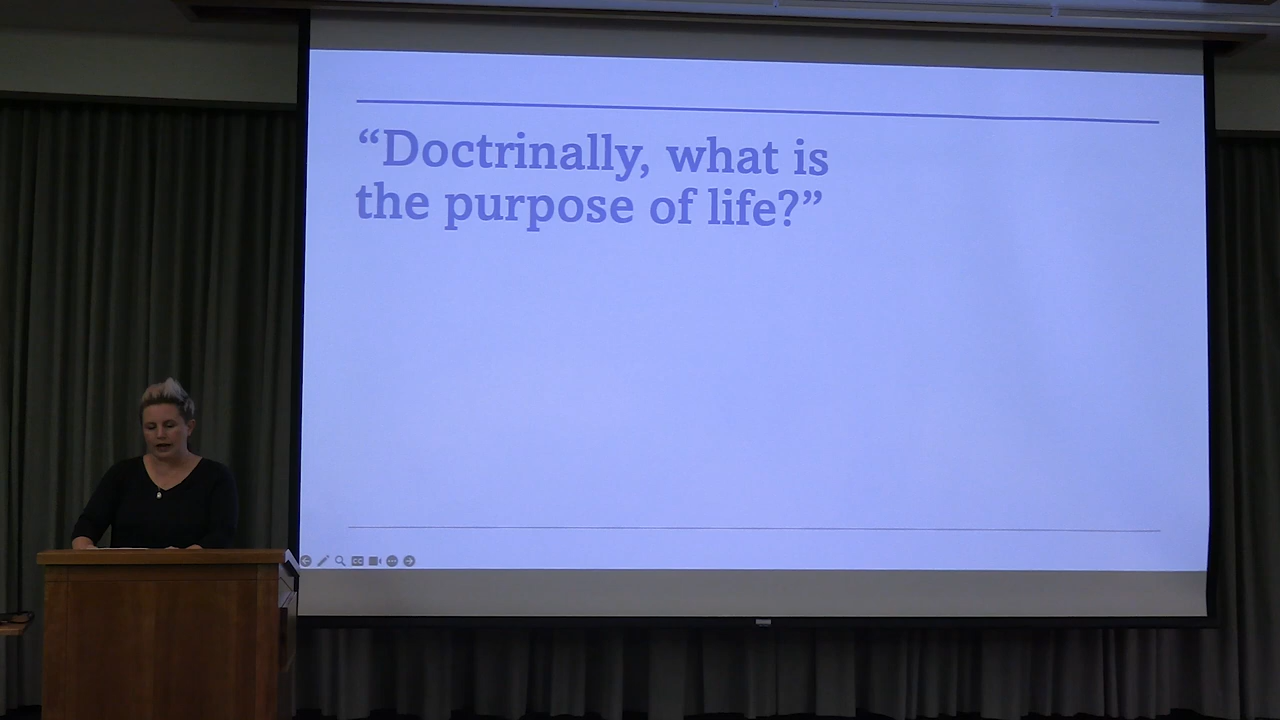 “Doctrinally, what is
the purpose of life?”